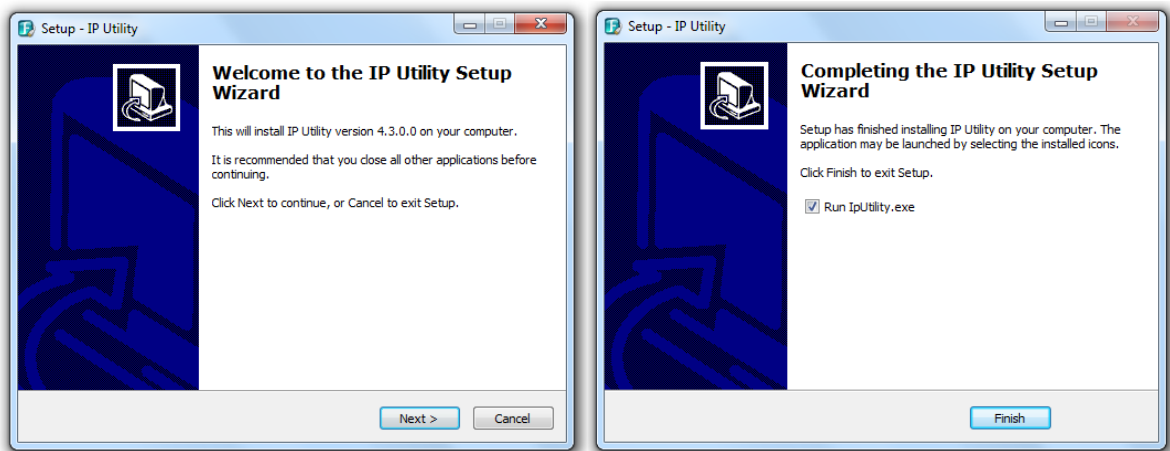 Setup - IP Utility
Welcome to the IP Utility Setup
Wizard
This will install IP Utility version 4.3.0.0 on your computer.
It is recommended that you close all other applications before
continuing.
Click Next to continue, or Cancel to exit Setup.
Next >
Cancel
Setup - IP Utility
Completing the IP Utility Setup
Wizard
Setup has finished installing IP Utility on your computer. The
application may be launched by selecting the installed icons.
Click Finish to exit Setup.
Run IpUtility.exe
Finish